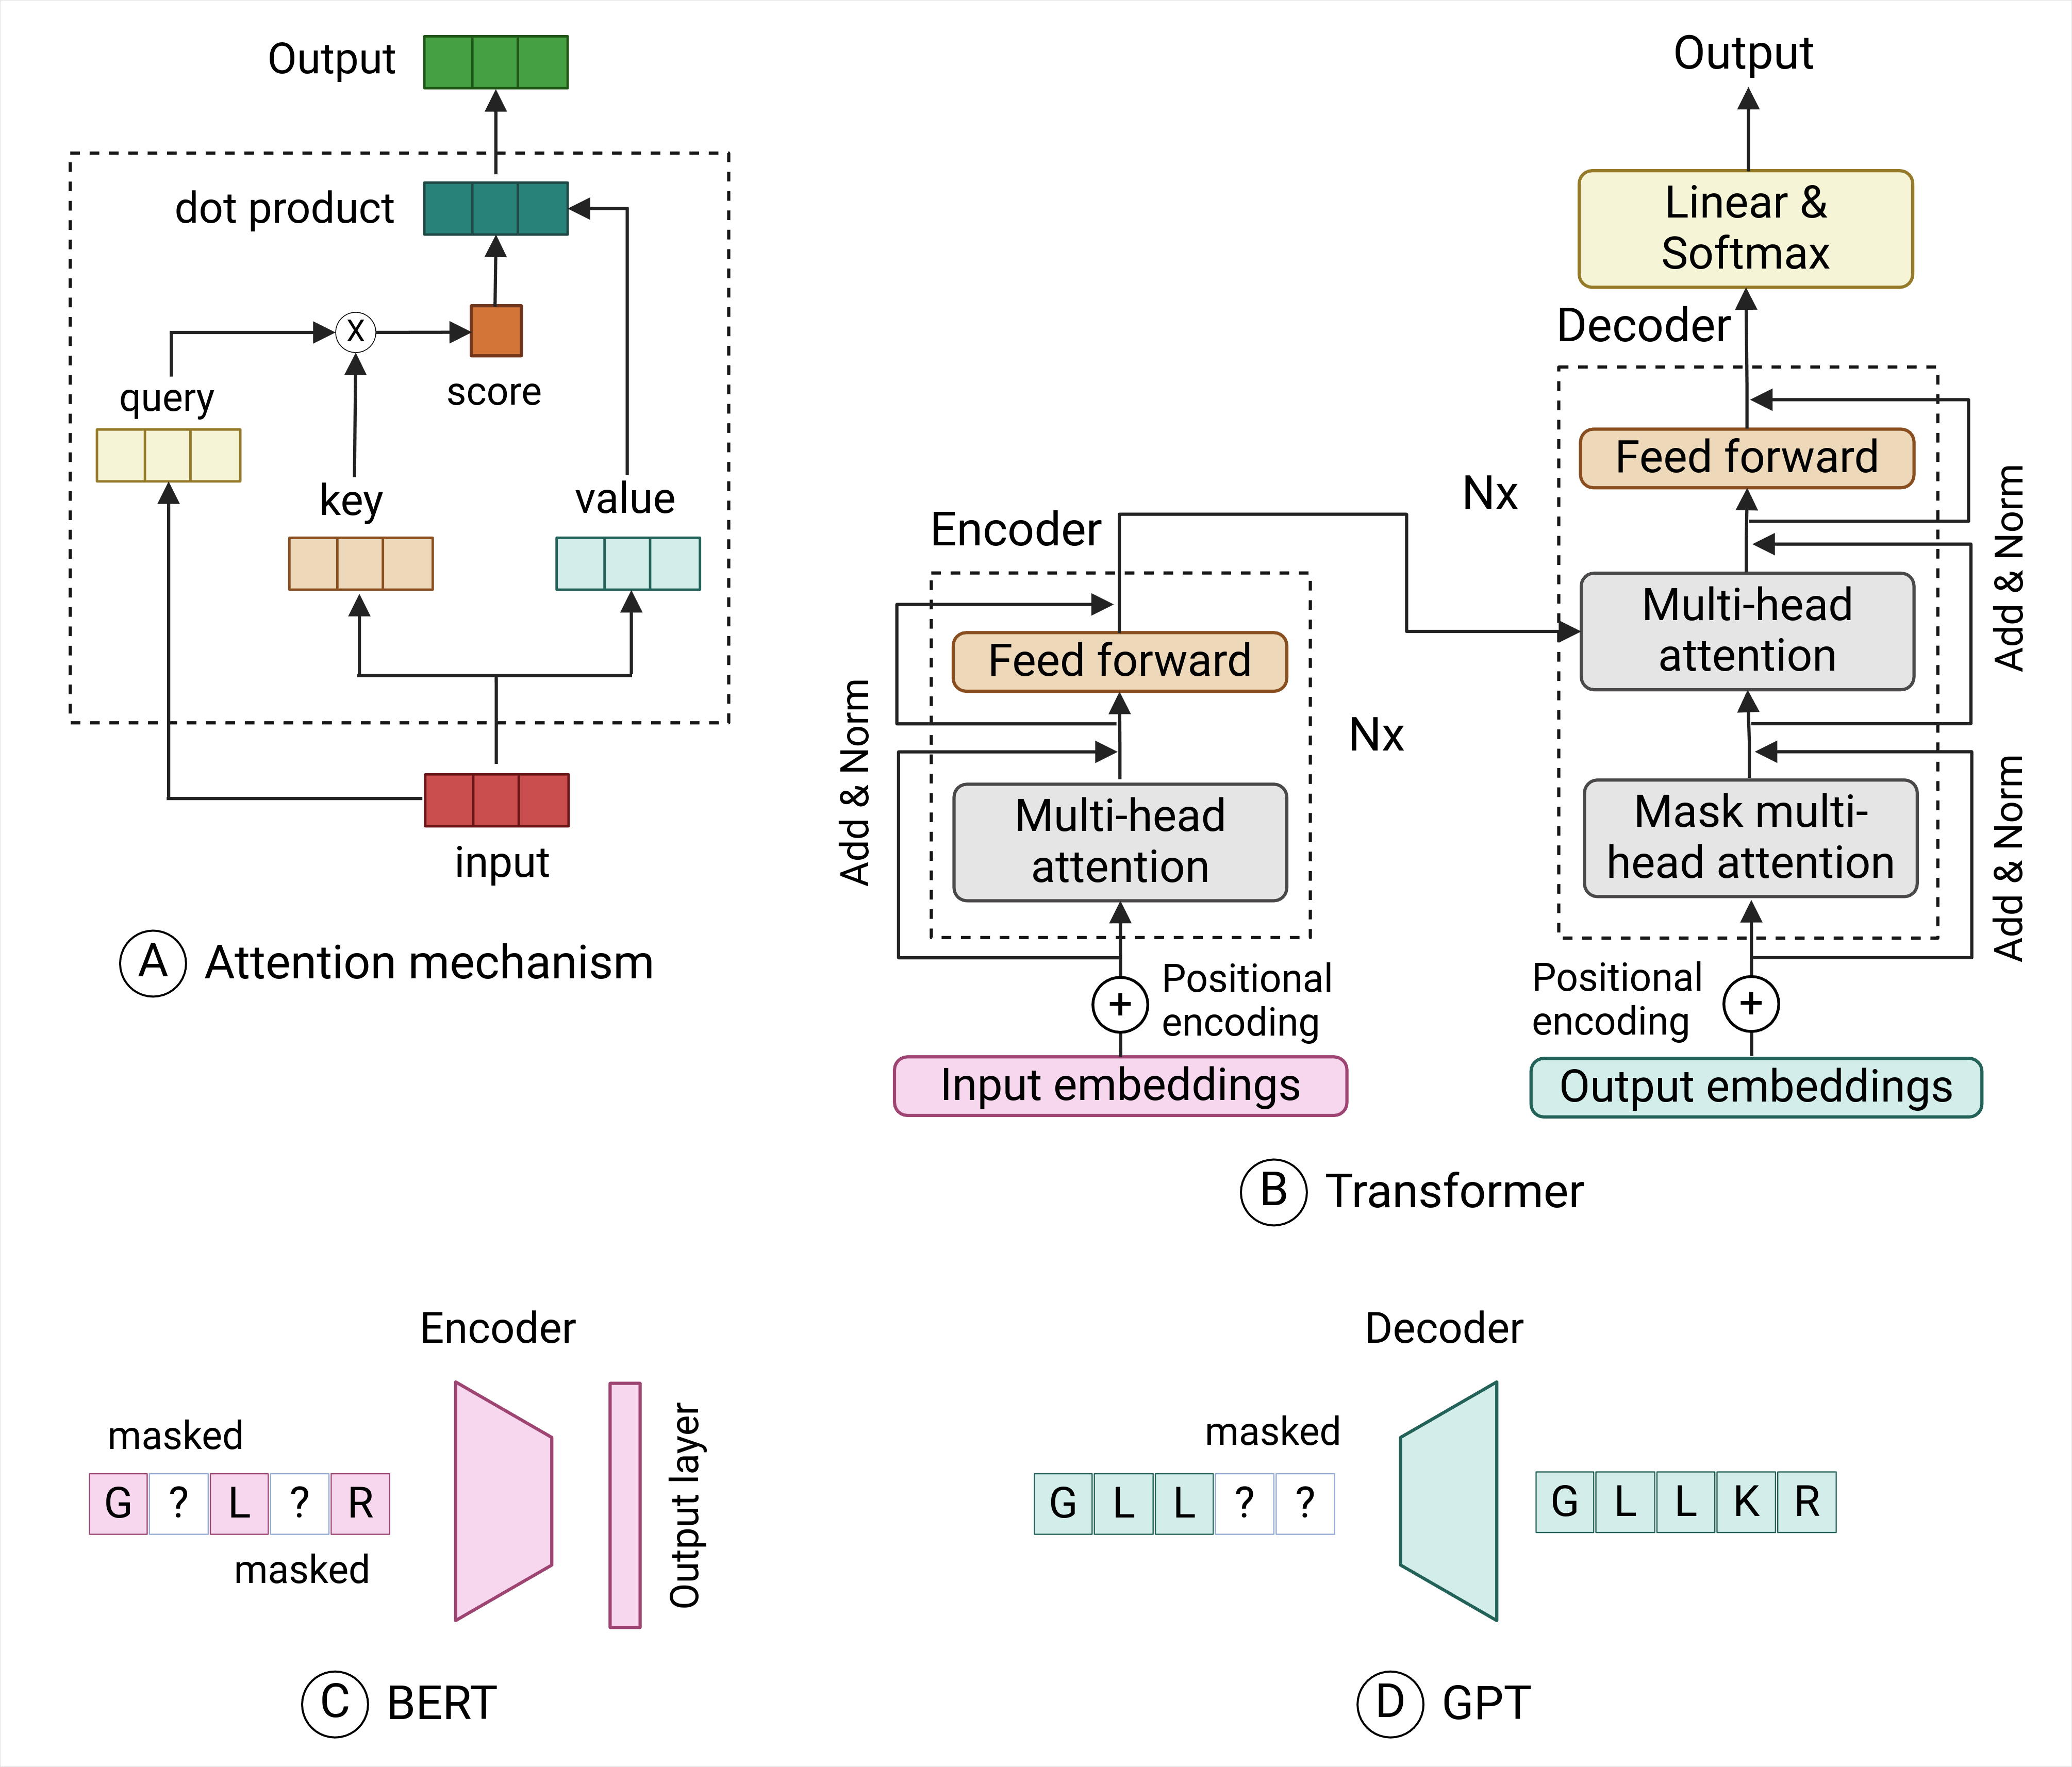 Output
dot product
X
score
query
key
value
input
A Attention mechanism
Output
Linear &
Softmax
Decoder
Feed forward
Nx
Multi-head
attention
Add & Norm
Mask multi-
head attention
Add & Norm
Positional
encoding
+
Output embeddings
Encoder
Feed forward
Nx
Add & Norm
Multi-head
attention
+
Positional
encoding
Input embeddings
B Transformer
Encoder
masked
G ? L ? R
masked
Output layer
C BERT
Decoder
masked
G L L ? ?
G L L K R
D GPT